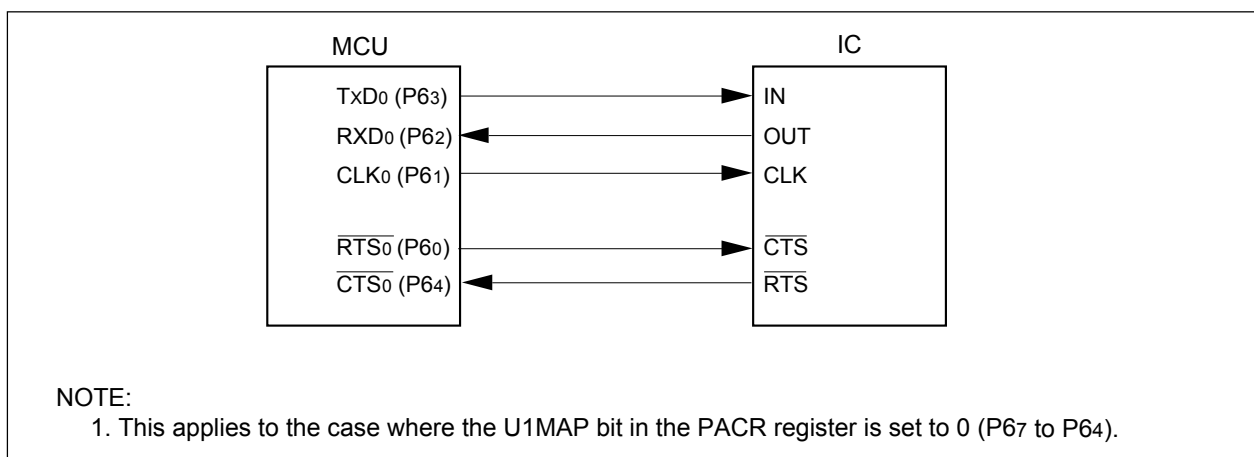 MCU IC
TxD0 (P63) IN
RXD0 (P62) OUT
CLK0 (P61) CLK
RTS0 (P60) CTS
CTS0 (P64) RTS
NOTE:
1. This applies to the case where the U1MAP bit in the PACR register is set to 0 (P67 to P64).